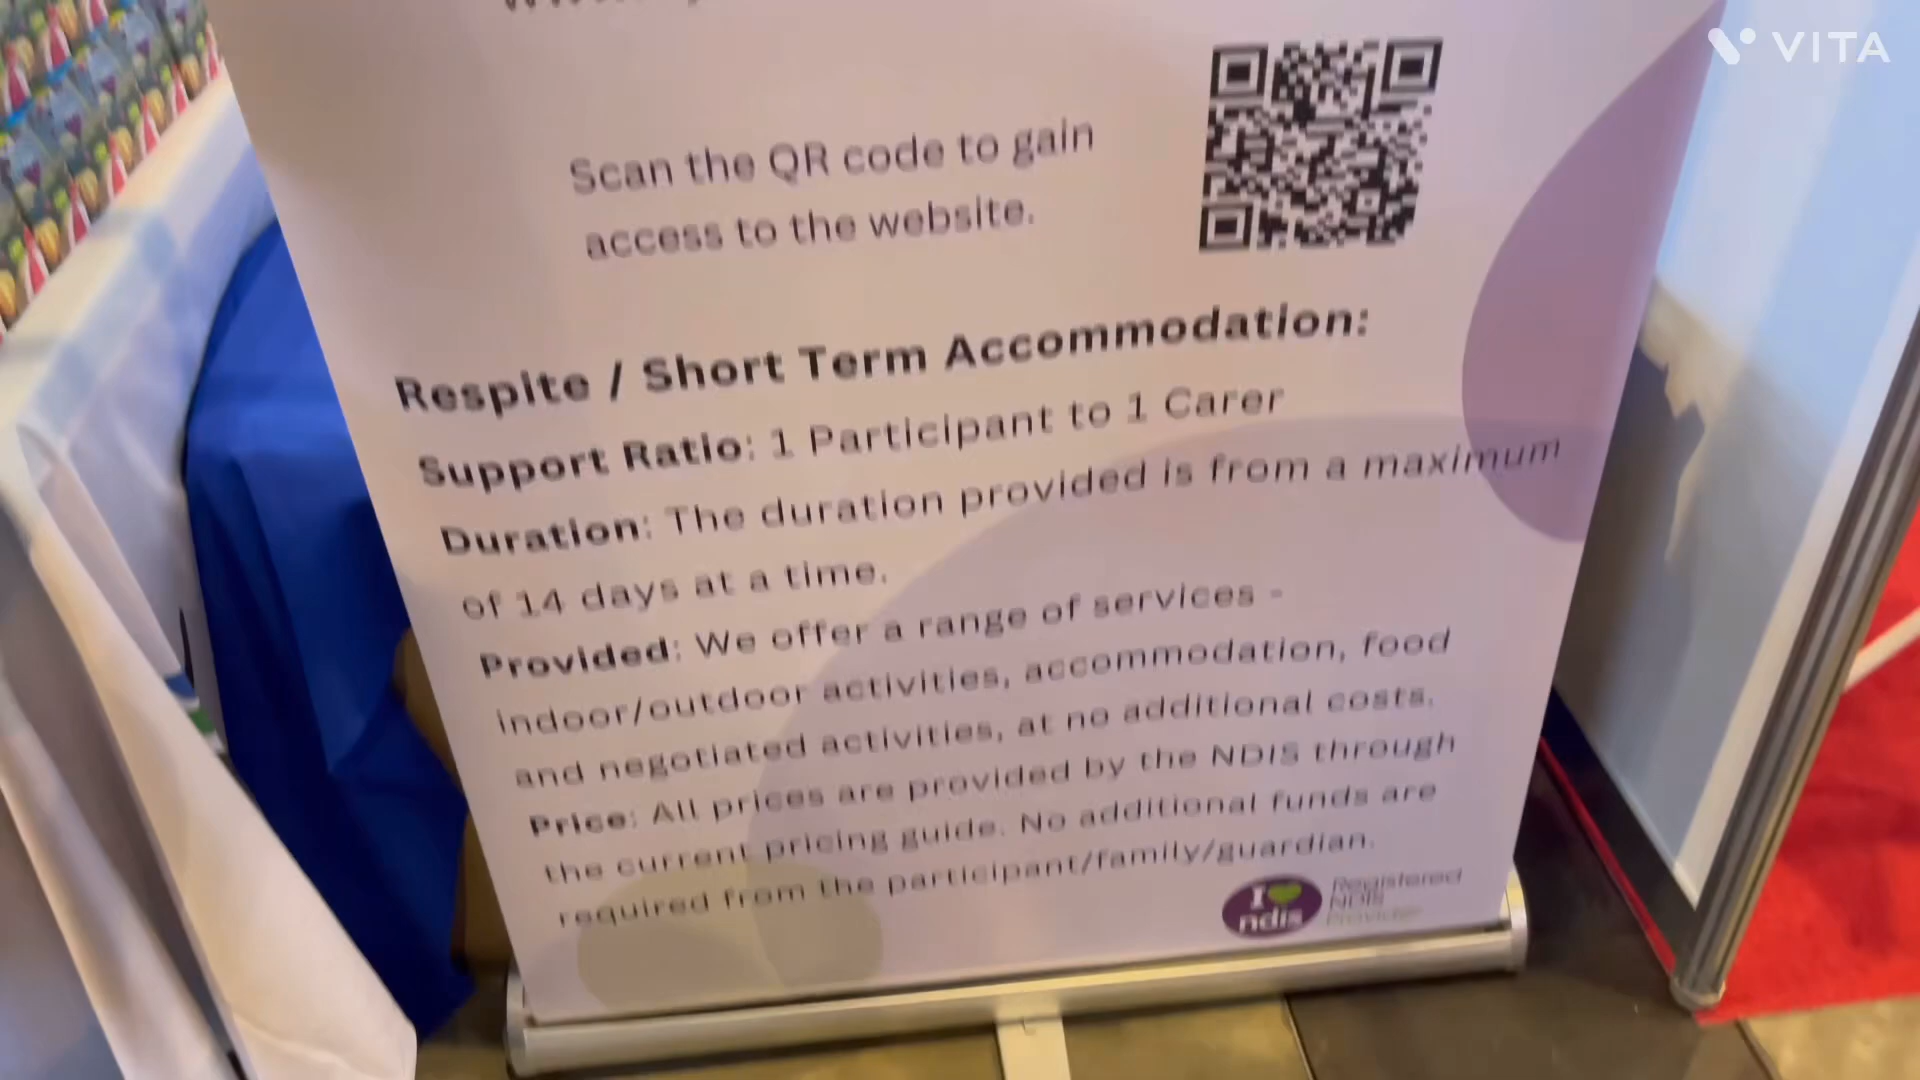 VITA
Scan the QR code to gain
access to the website.
Respite / Short Term Accommodation:
Support Ratio: 1 Participant to 1 Carer
Duration: The duration provided is from a maximum
of 14 days at a time.
Provided: We offer a range of services -
indoor/outdoor activities, accommodation, food
and negotiated activities, at no additional costs.
Price: All prices are provided by the NDIS through
the current pricing guide. No additional funds are
required from the participant/family/guardian.
I
ndis
Registered
NDIS
Provider